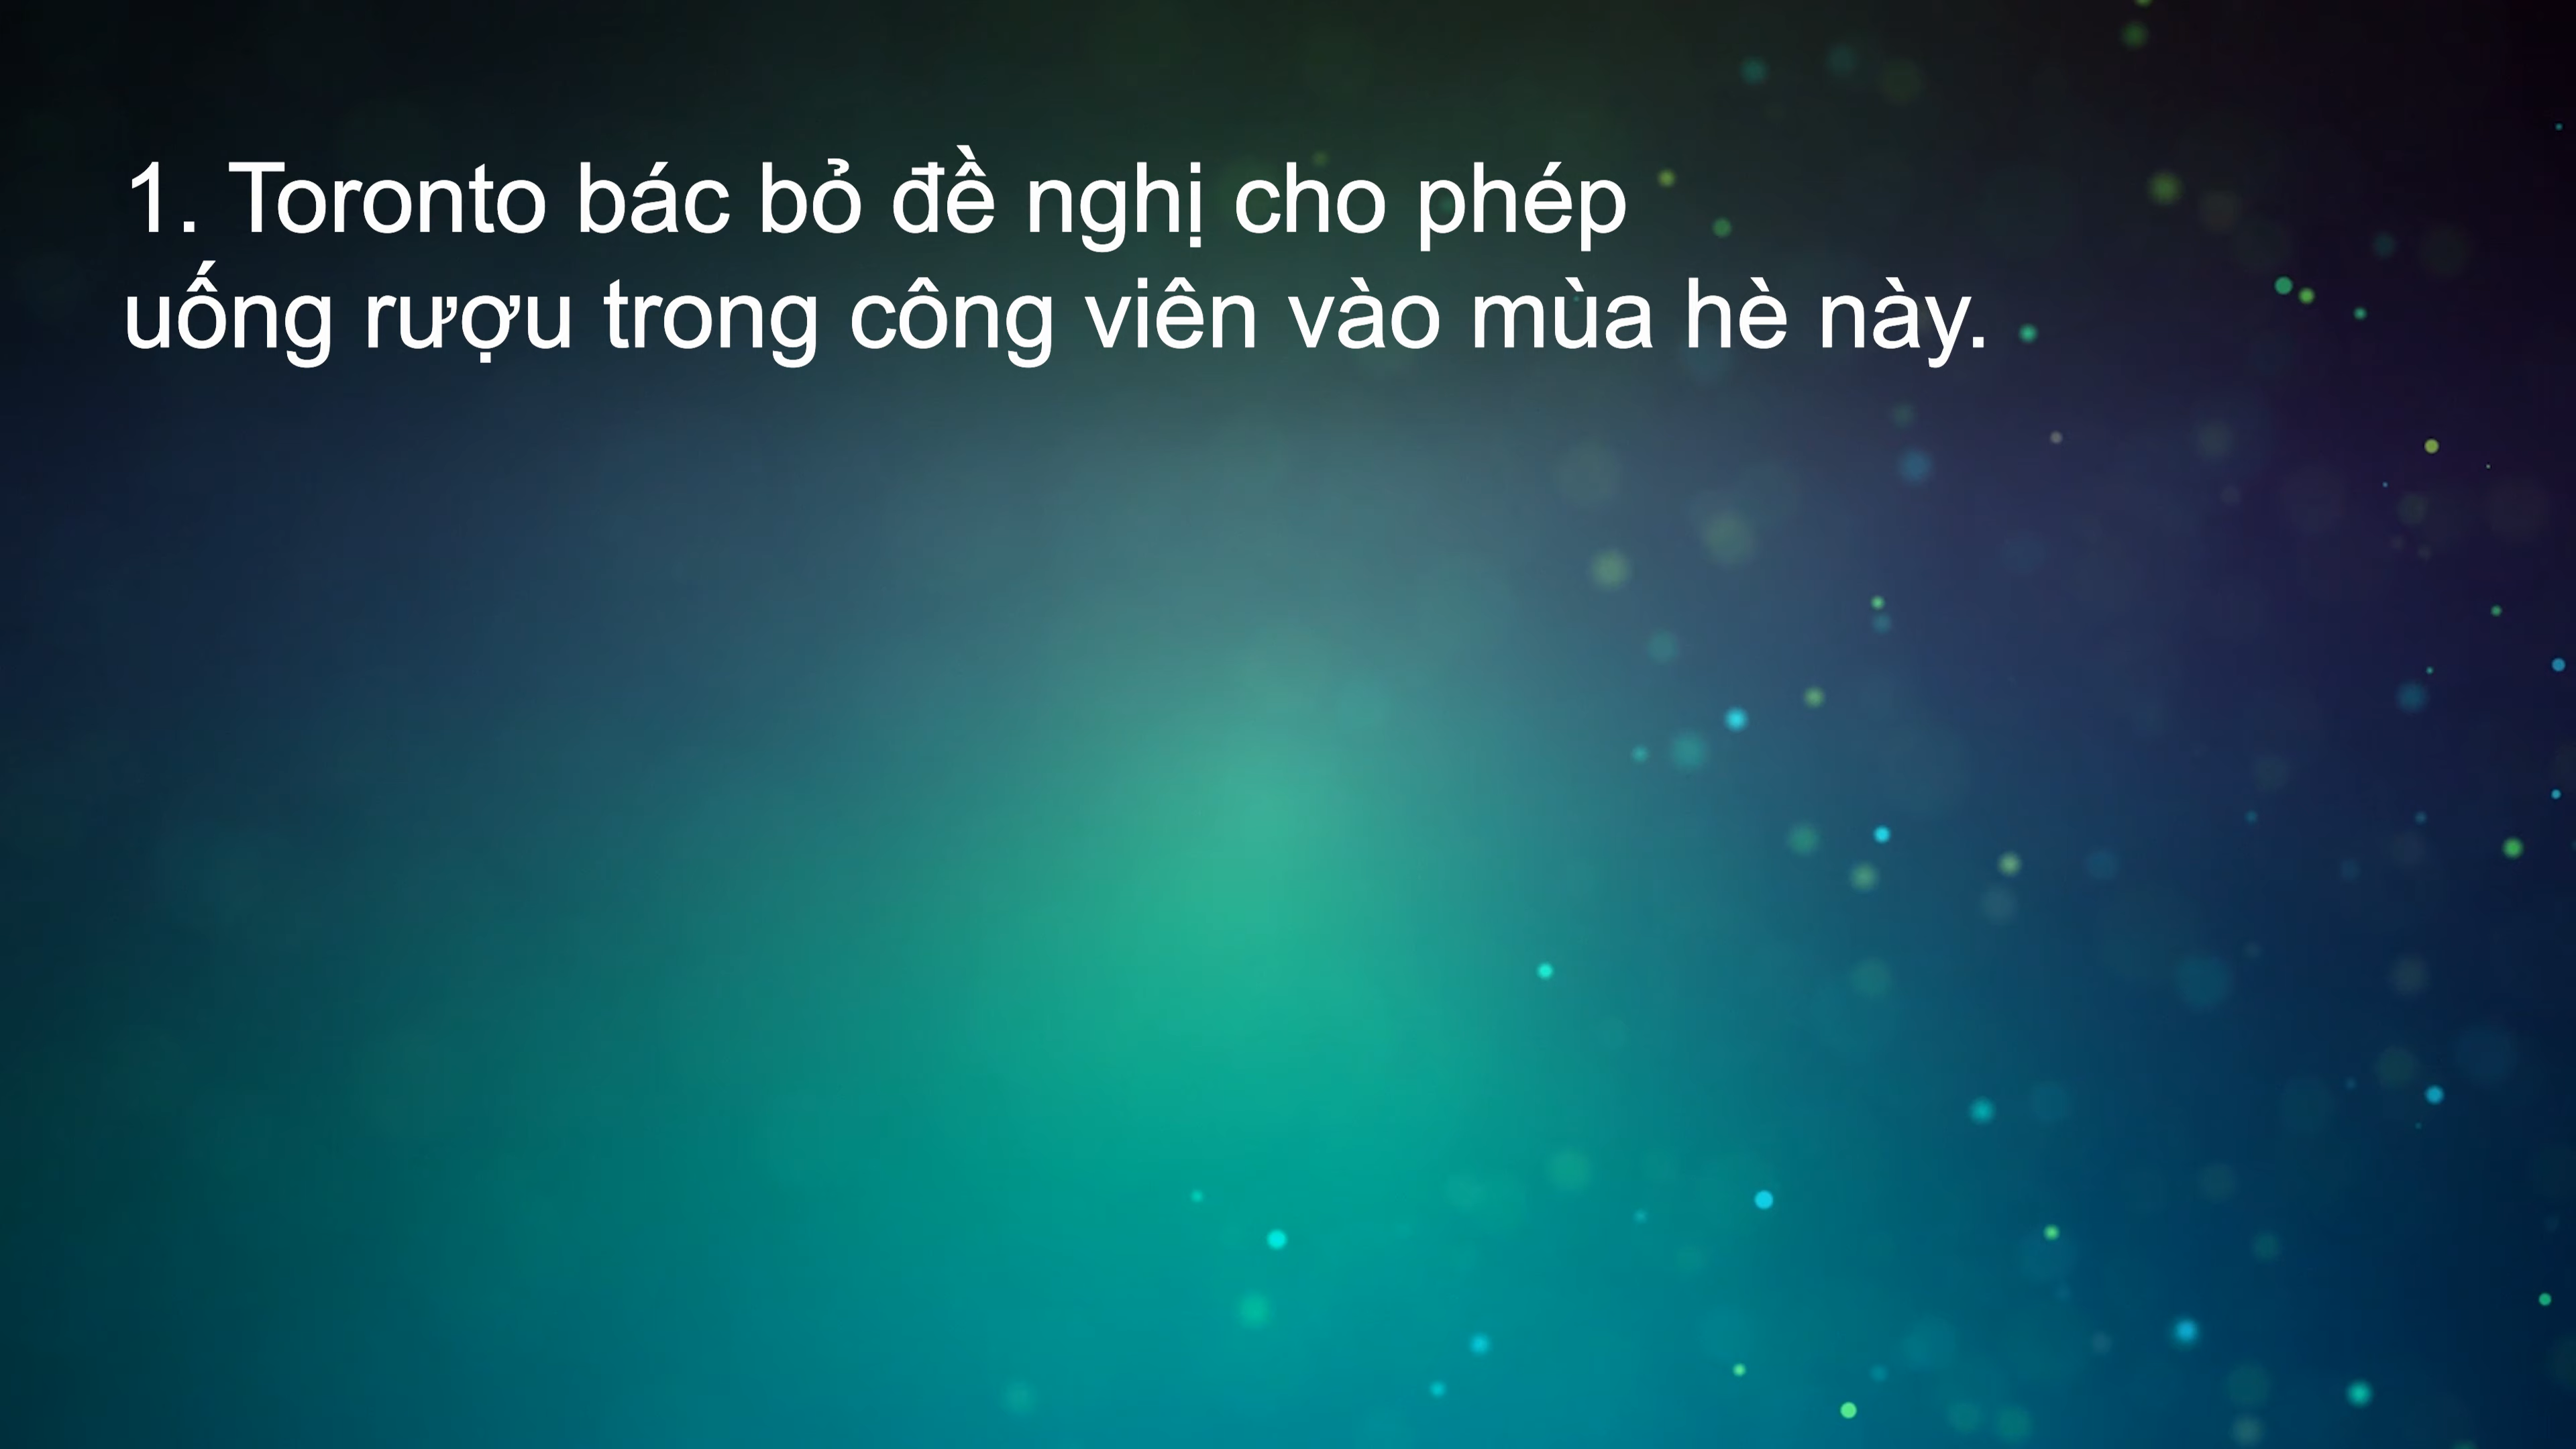 1. Toronto bác bỏ đề nghị cho phép
uống rượu trong công viên vào mùa hè này.